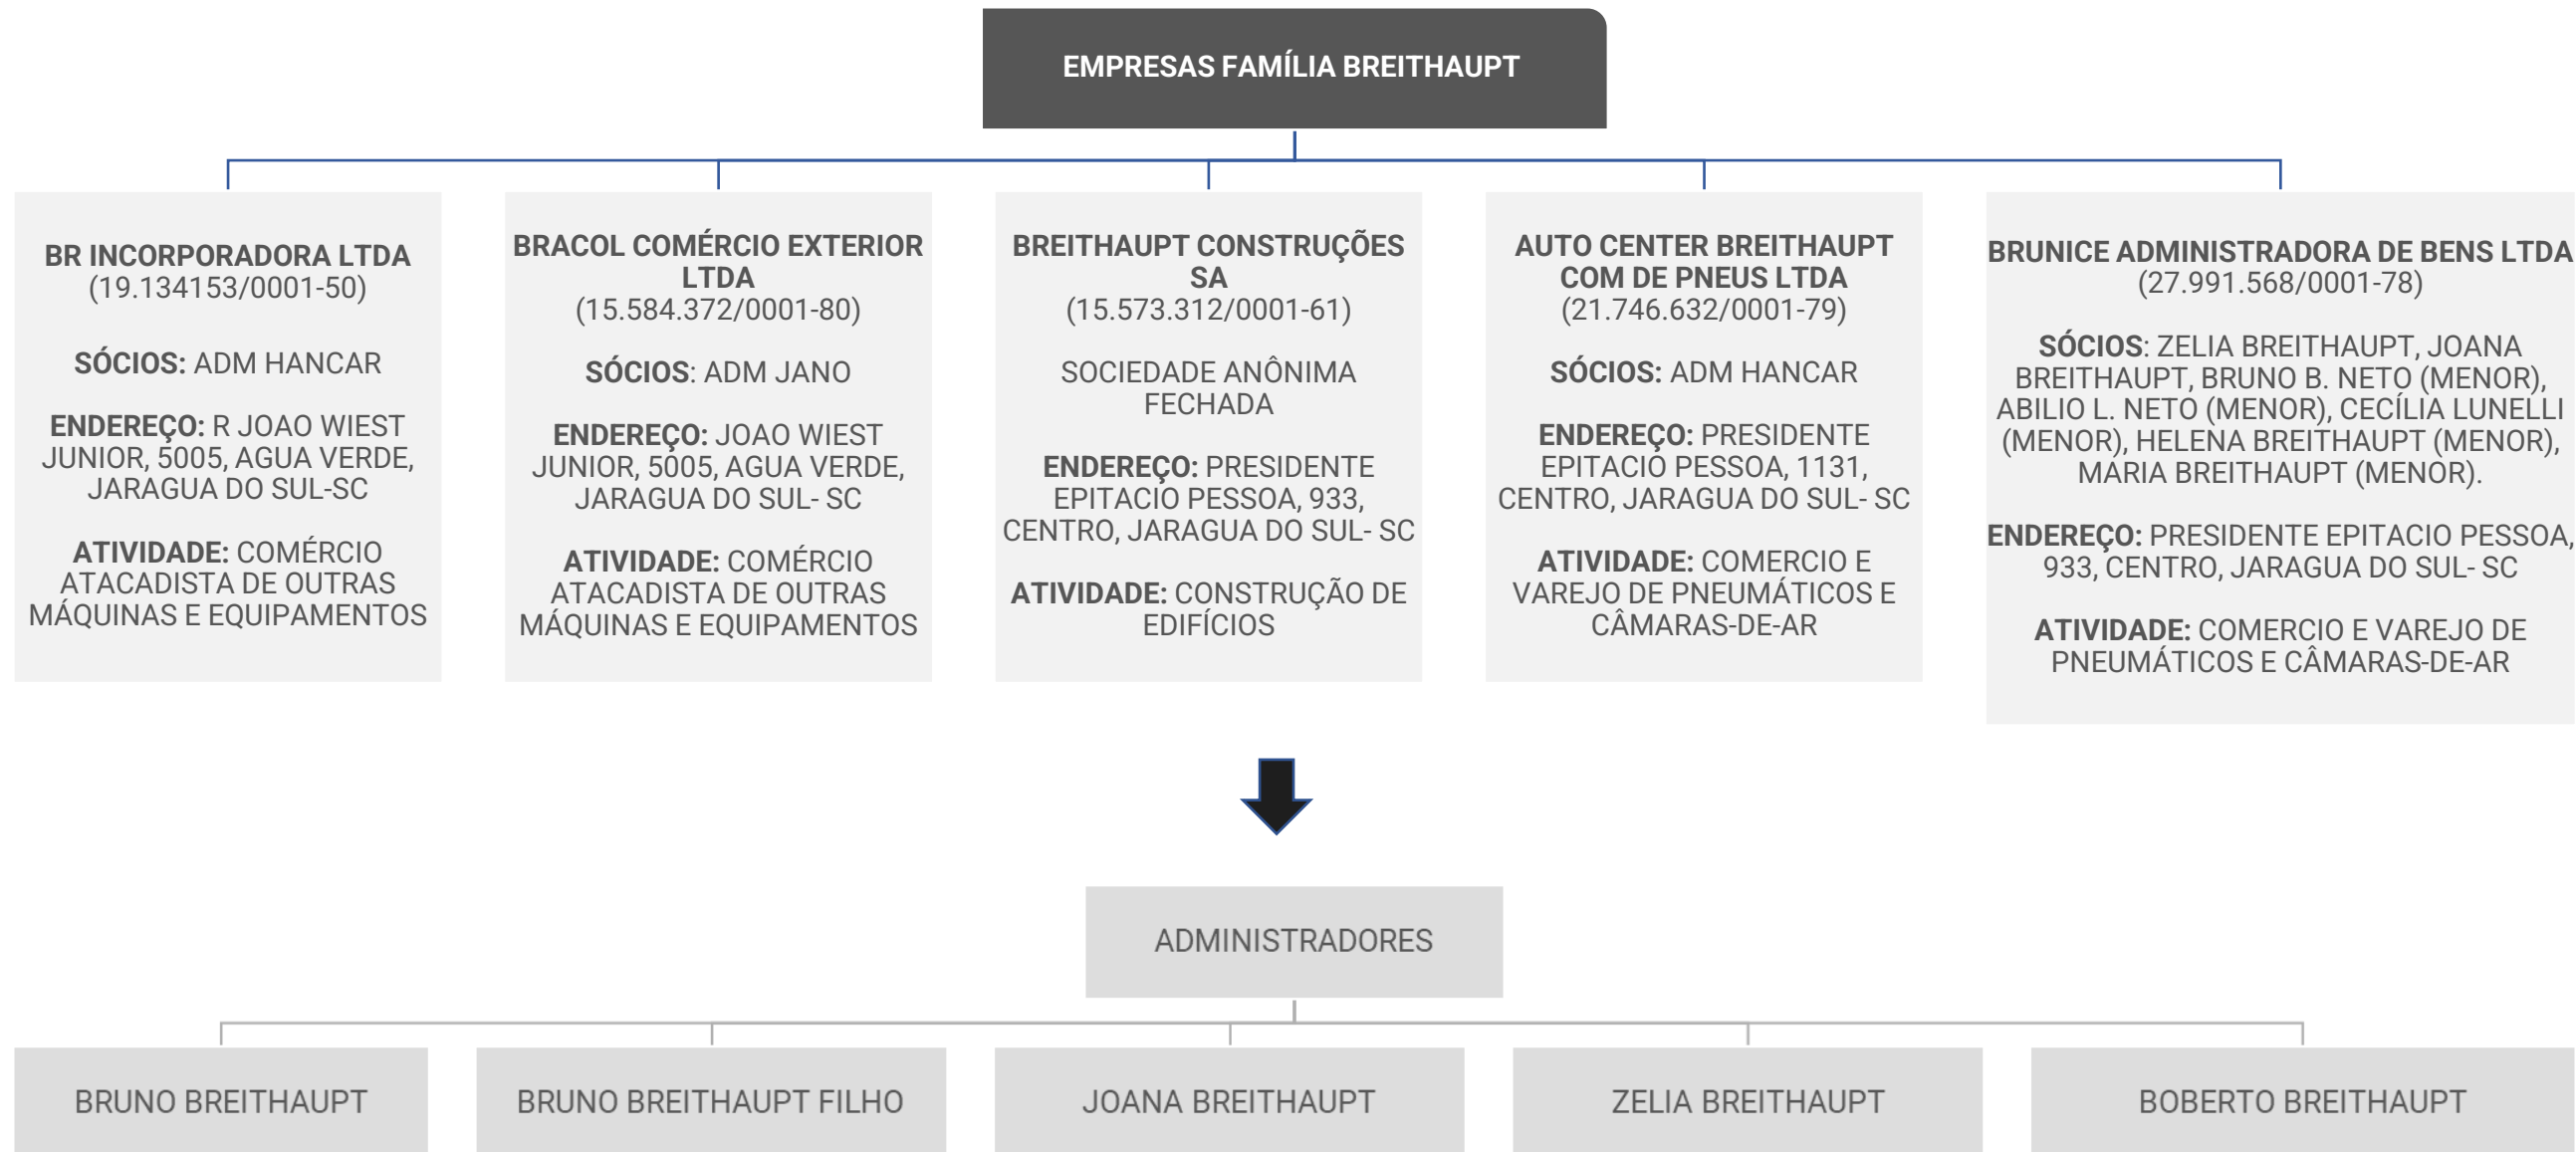 EMPRESAS FAMÍLIA BREITHAUPT
BR INCORPORADORA LTDA
(19.134153/0001-50)
SÓCIOS: ADM HANCAR
ENDEREÇO: R JOAO WIEST
JUNIOR, 5005, AGUA VERDE,
JARAGUA DO SUL-SC
ATIVIDADE: COMÉRCIO
ATACADISTA DE OUTRAS
MÁQUINAS E EQUIPAMENTOS
BRACOL COMÉRCIO EXTERIOR
LTDA
(15.584.372/0001-80)
SÓCIOS: ADM JANO
ENDEREÇO: JOAO WIEST
JUNIOR, 5005, AGUA VERDE,
JARAGUA DO SUL- SC
ATIVIDADE: COMÉRCIO
ATACADISTA DE OUTRAS
MÁQUINAS E EQUIPAMENTOS
BREITHAUPT CONSTRUÇÕES
SA
(15.573.312/0001-61)
SOCIEDADE ANÔNIMA
FECHADA
ENDEREÇO: PRESIDENTE
EPITACIO PESSOA, 933,
CENTRO, JARAGUA DO SUL- SC
ATIVIDADE: CONSTRUÇÃO DE
EDIFÍCIOS
AUTO CENTER BREITHAUPT
COM DE PNEUS LTDA
(21.746.632/0001-79)
SÓCIOS: ADM HANCAR
ENDEREÇO: PRESIDENTE
EPITACIO PESSOA, 1131,
CENTRO, JARAGUA DO SUL- SC
ATIVIDADE: COMERCIO E
VAREJO DE PNEUMÁTICOS E
CÂMARAS-DE-AR
BRUNICE ADMINISTRADORA DE BENS LTDA
(27.991.568/0001-78)
SÓCIOS: ZELIA BREITHAUPT, JOANA
BREITHAUPT, BRUNO B. NETO (MENOR),
ABILIO L. NETO (MENOR), CECÍLIA LUNELLI
(MENOR), HELENA BREITHAUPT (MENOR),
MARIA BREITHAUPT (MENOR).
ENDEREÇO: PRESIDENTE EPITACIO PESSOA,
933, CENTRO, JARAGUA DO SUL- SC
ATIVIDADE: COMERCIO E VAREJO DE
PNEUMÁTICOS E CÂMARAS-DE-AR
ADMINISTRADORES
BRUNO BREITHAUPT
BRUNO BREITHAUPT FILHO
JOANA BREITHAUPT
ZELIA BREITHAUPT
BOBERTO BREITHAUPT